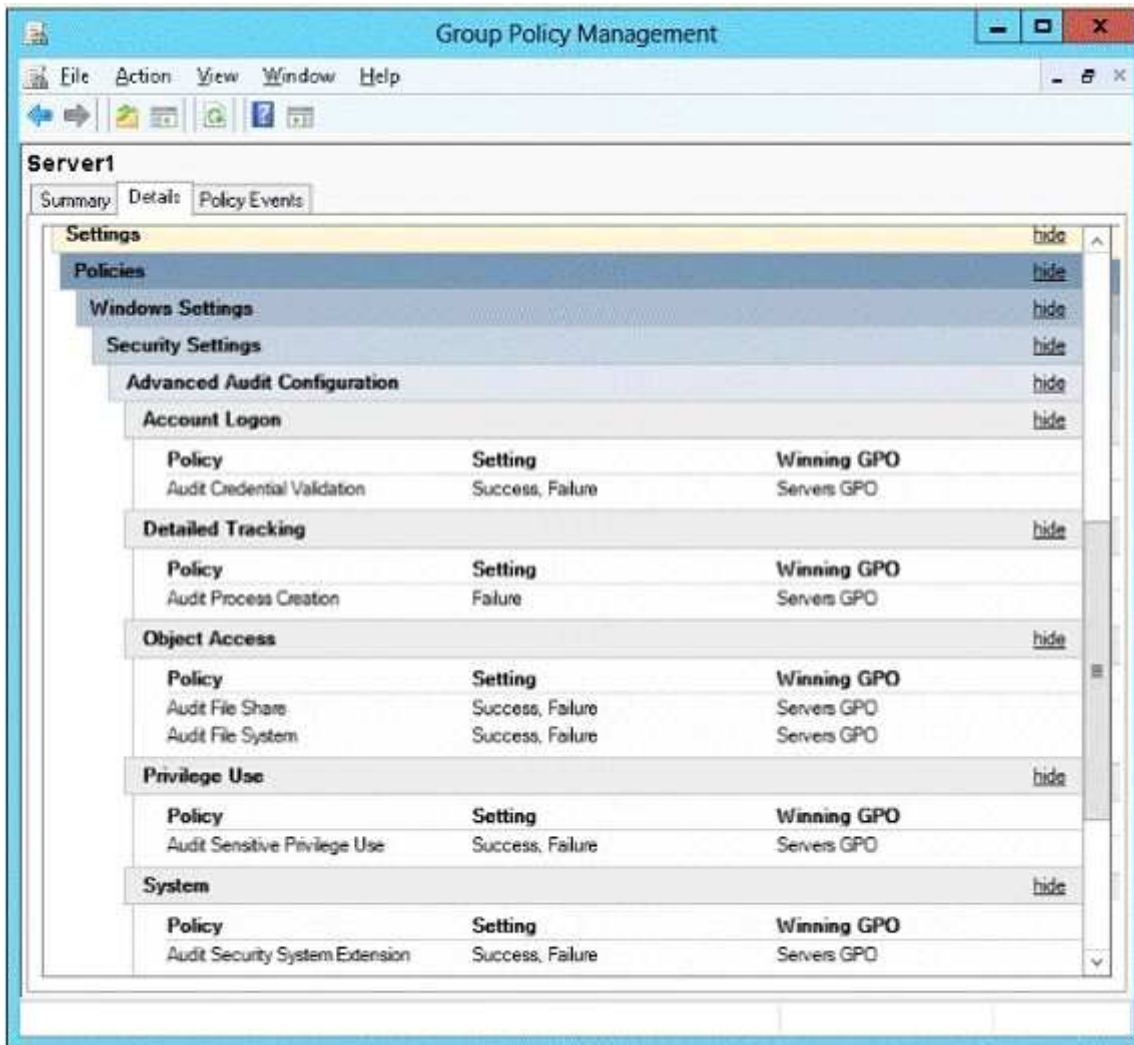 Group Policy Management
File Action View Window Help
Server1
Summary Details Policy Events
Settings hide
Policies hide
Windows Settings hide
Security Settings hide
Advanced Audit Configuration hide
Account Logon hide
Policy Setting Winning GPO
Audit Credential Validation Success, Failure Servers GPO
Detailed Tracking hide
Policy Setting Winning GPO
Audit Process Creation Failure Servers GPO
Object Access hide
Policy Setting Winning GPO
Audit File Share Success, Failure Servers GPO
Audit File System Success, Failure Servers GPO
Privilege Use hide
Policy Setting Winning GPO
Audit Sensitive Privilege Use Success, Failure Servers GPO
System hide
Policy Setting Winning GPO
Audit Security System Extension Success, Failure Servers GPO